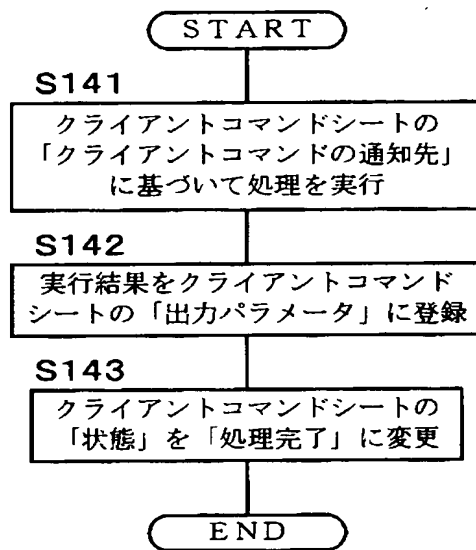 START
S141
クライアントコマンドシートの
「クライアントコマンドの通知先」
に基づいて処理を実行
S142
実行結果をクライアントコマンド
シートの「出力パラメータ」に登録
S143
クライアントコマンドシートの
「状態」を「処理完了」に変更
END